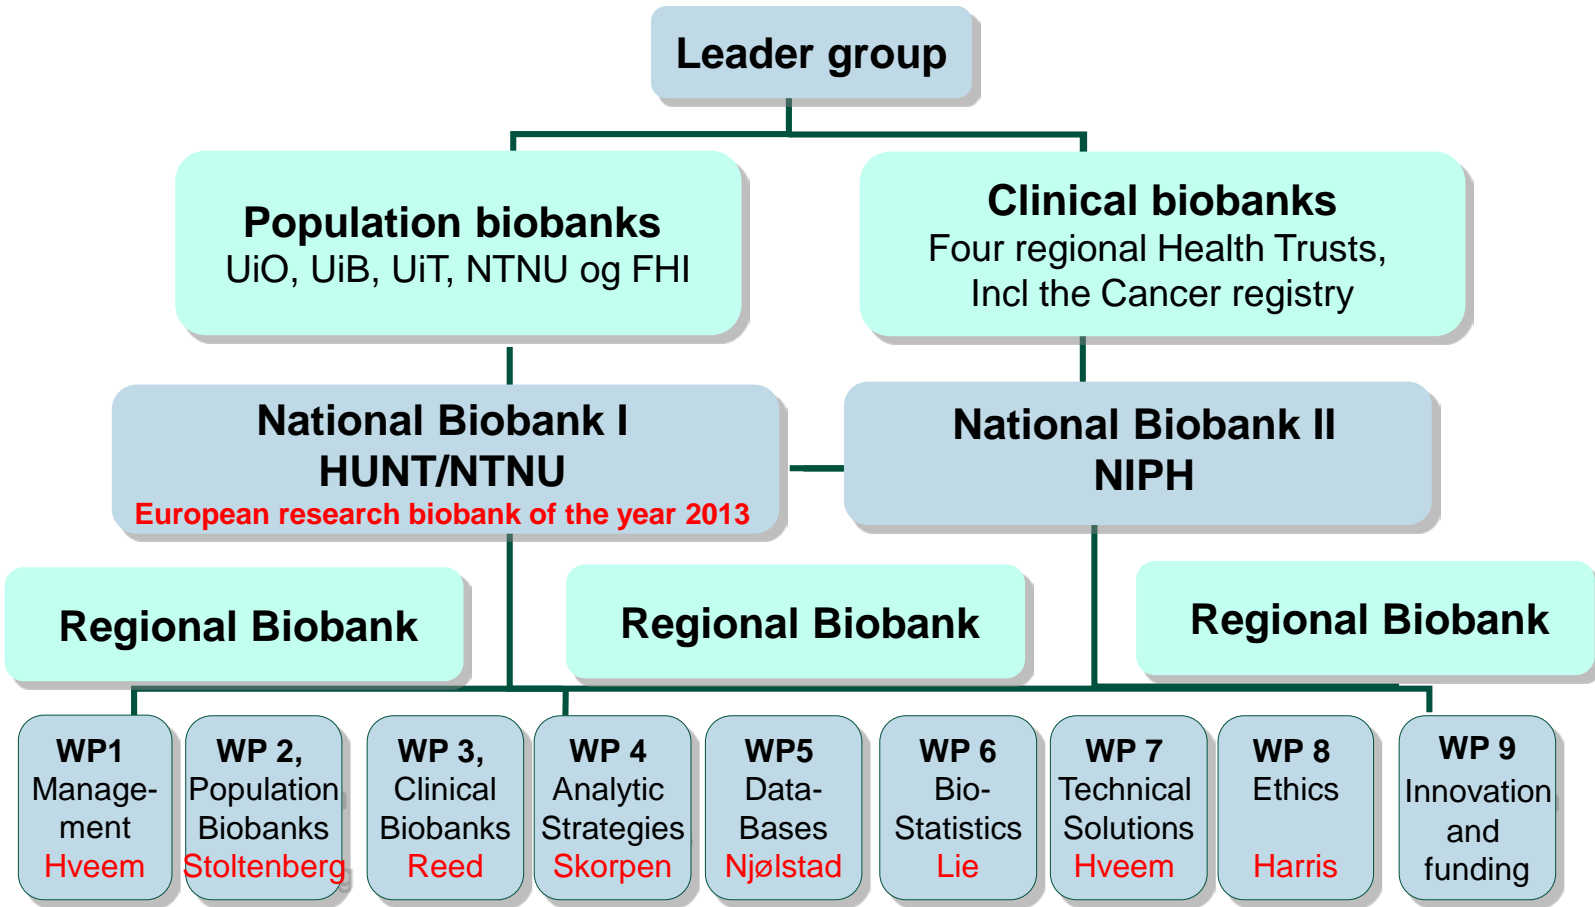 Leader group
Population biobanks
UiO, UiB, UiT, NTNU og FHI
Clinical biobanks
Four regional Health Trusts,
Incl the Cancer registry
National Biobank I
HUNT/NTNU
European research biobank of the year 2013
National Biobank II
NIPH
Regional Biobank
Regional Biobank
Regional Biobank
WP1
Manage-
ment
Hveem
WP 2,
Population
Biobanks
Stoltenberg
WP 3,
Clinical
Biobanks
Reed
WP 4
Analytic
Strategies
Skorpen
WP5
Data-
Bases
Njølstad
WP 6
Bio-
Statistics
Lie
WP 7
Technical
Solutions
Hveem
WP 8
Ethics
Harris
WP 9
Innovation
and
funding